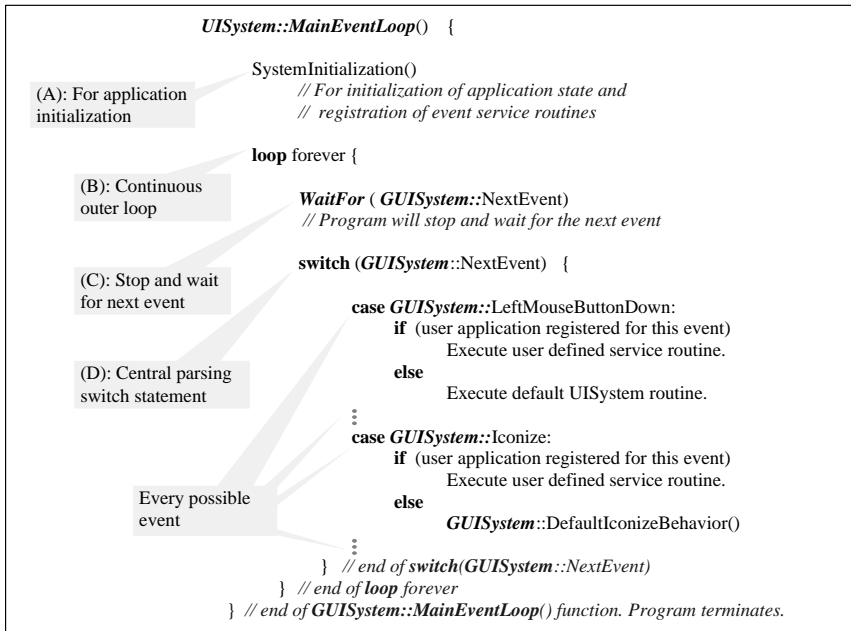 UISystem::MainEventLoop() {
SystemInitialization()
// For initialization of application state and
// registration of event service routines
(A): For application
initialization
loop forever {
(B): Continuous
outer loop
WaitFor ( GUISystem::NextEvent)
// Program will stop and wait for the next event
(C): Stop and wait
for next event
switch (GUISystem::NextEvent) {
case GUISystem::LeftMouseButtonDown:
if (user application registered for this event)
Execute user defined service routine.
else
Execute default UISystem routine.
(D): Central parsing
switch statement
case GUISystem::Iconize:
if (user application registered for this event)
Execute user defined service routine.
else
GUISystem::DefaultIconizeBehavior()
Every possible
event
} // end of switch(GUISystem::NextEvent)
} // end of loop forever
} // end of GUISystem::MainEventLoop() function. Program terminates.